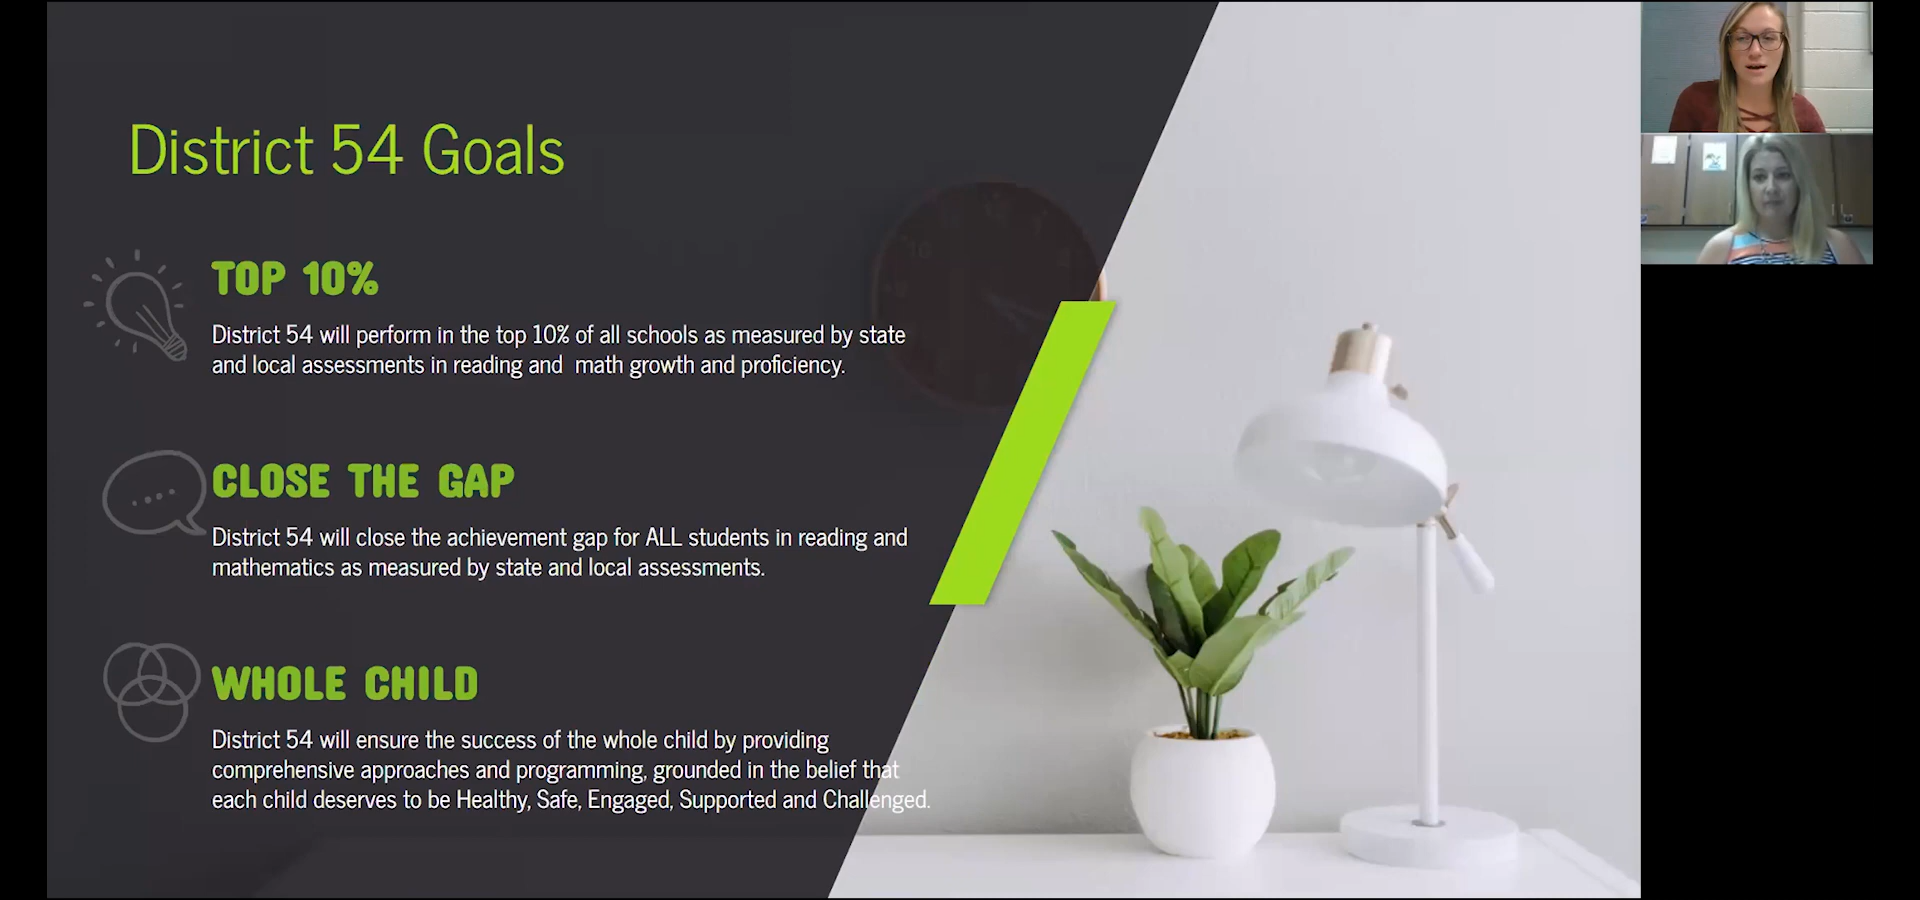 District 54 Goals
TOP 10%
District 54 will perform in the top 10% of all schools as measured by state
and local assessments in reading and  math growth and proficiency.
CLOSE THE GAP
District 54 will close the achievement gap for ALL students in reading and
mathematics as measured by state and local assessments.
WHOLE CHILD
District 54 will ensure the success of the whole child by providing
comprehensive approaches and programming, grounded in the belief that
each child deserves to be Healthy, Safe, Engaged, Supported and Challenged.